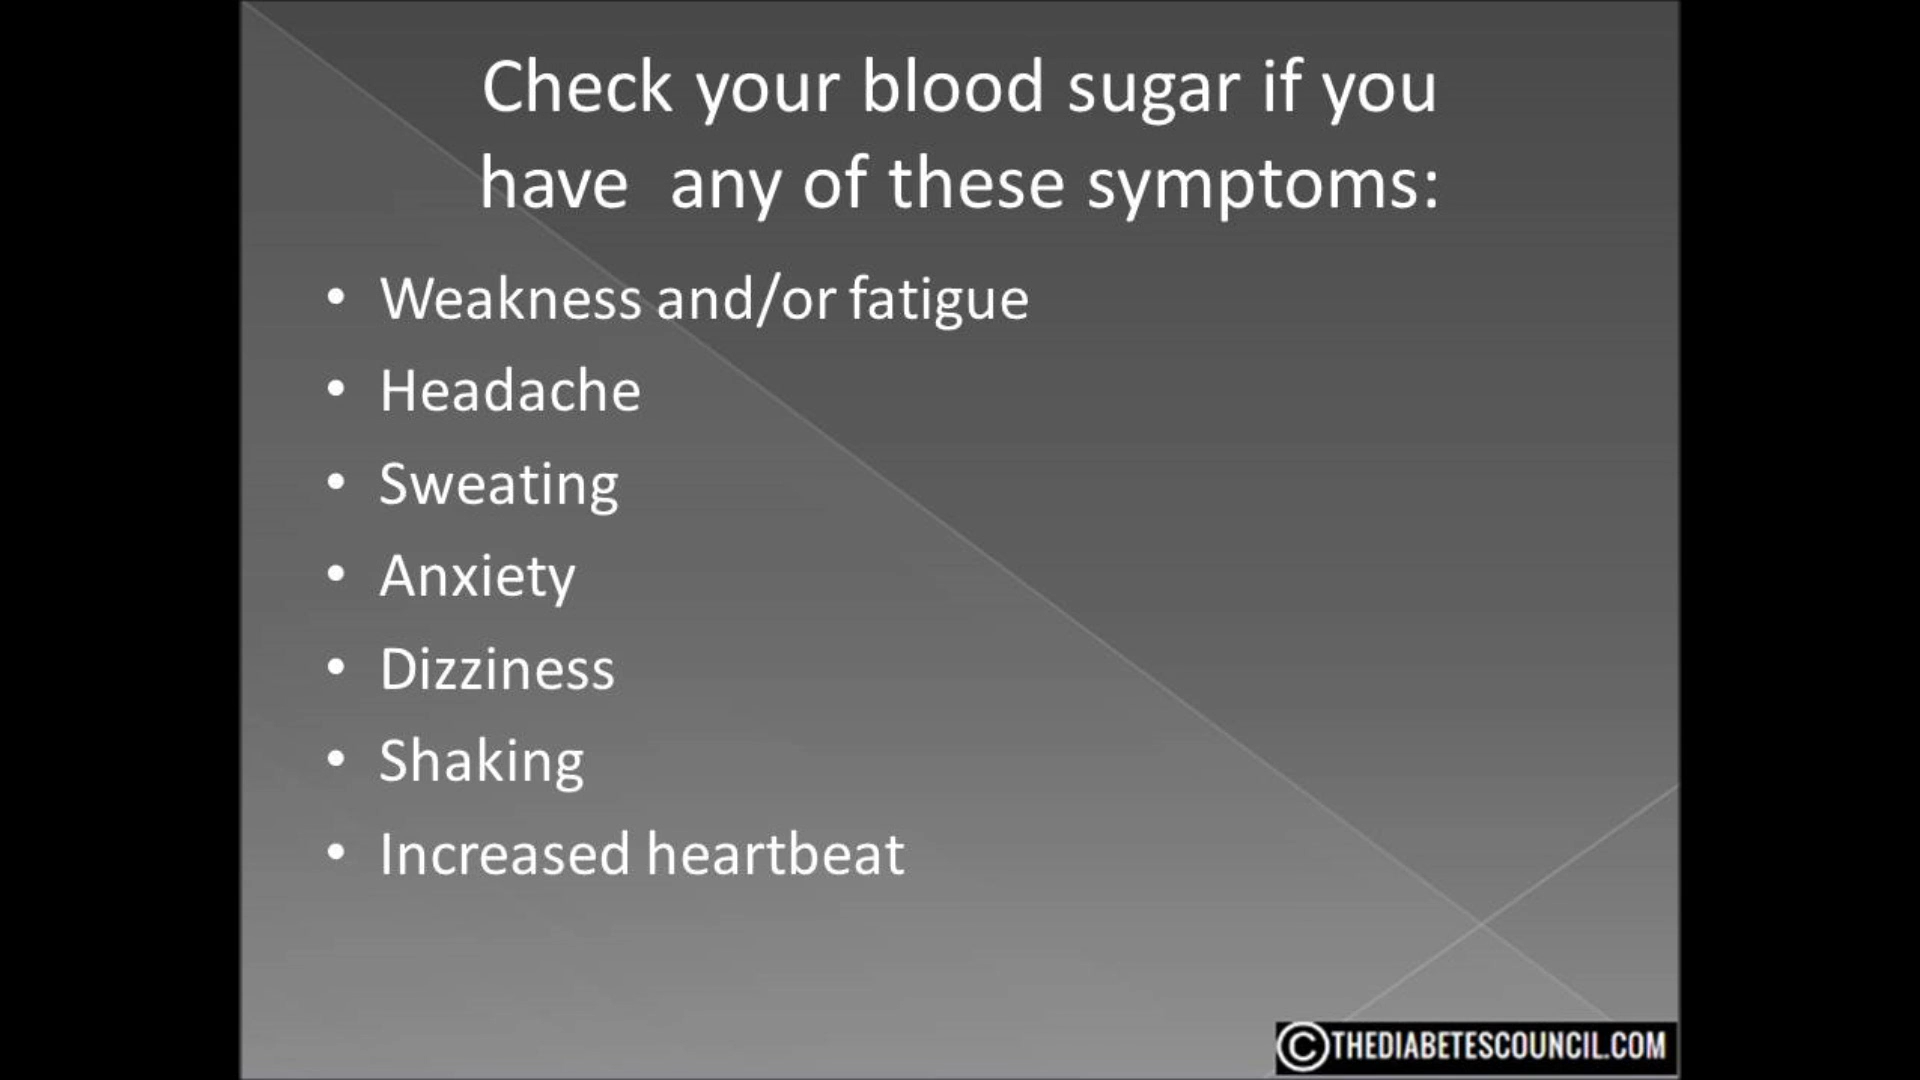 Check your blood sugar if you
have  any of these symptoms:
• Weakness and/or fatigue
• Headache
• Sweating
• Anxiety
• Dizziness
• Shaking
• Increased heartbeat
©THEDIABETESCOUNCIL.COM